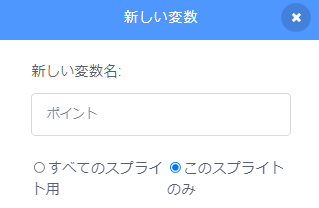 新しい変数
新しい変数名:
ポイント
すべてのスプライ このスプライト
ト用 のみ